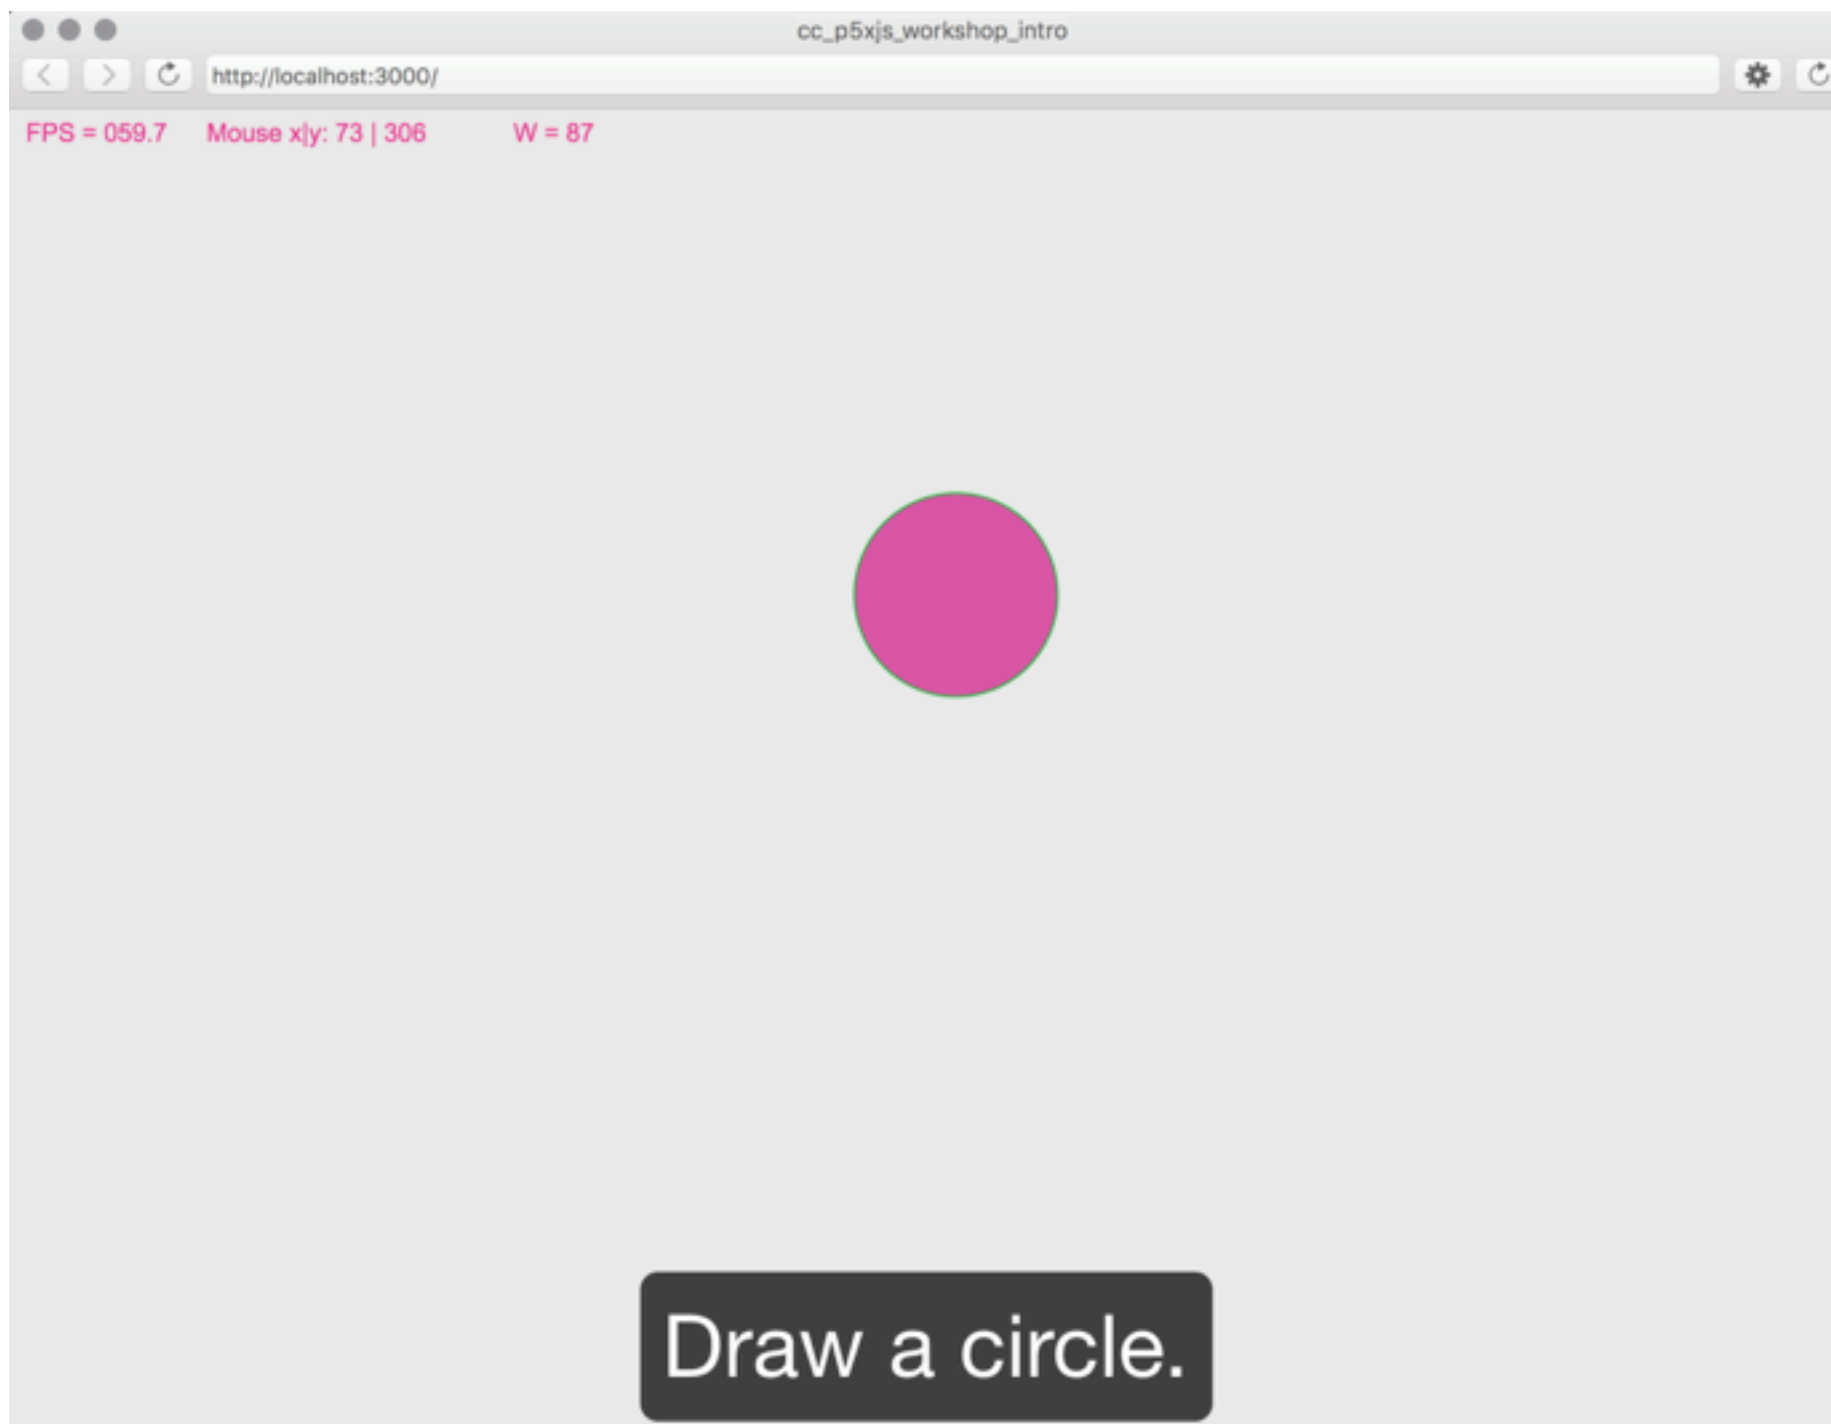 cc_p5xjs_workshop_intro
http://localhost:3000/
FPS = 059.7 Mouse x|y: 73 | 306 W = 87
Draw a circle.